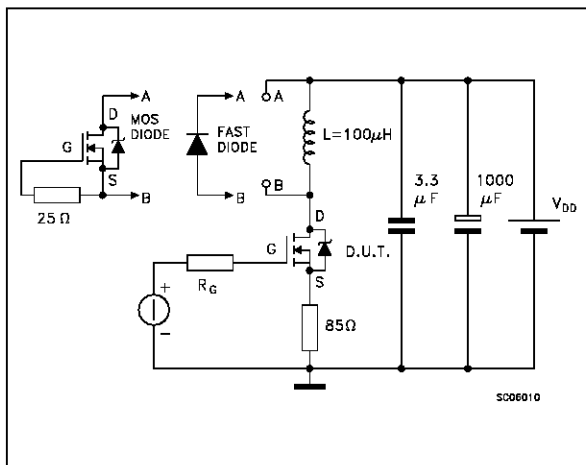 A
A
A
D
MOS
DIODE
G
S
B
25 Ω
FAST
DIODE
B
L=100μH
B
D
G
D.U.T.
S
RG
+
-
85Ω
3.3
μF
1000
μF
VDD
SC06010